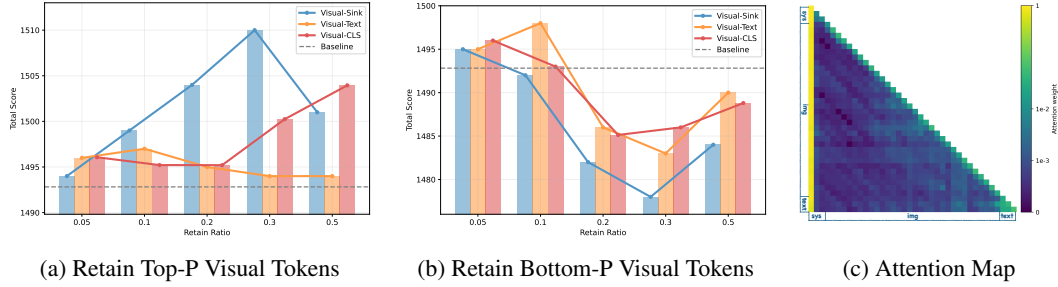 1510
1505
1500
1495
1490
Total Score
0.05 0.1 0.2 0.3 0.5
Retain Ratio
Visual-Sink
Visual-Text
Visual-CLS
Baseline
(a) Retain Top-P Visual Tokens
1495
1490
1485
1480
Total Score
0.05 0.1 0.2 0.3 0.5
Retain Ratio
Visual-Sink
Visual-Text
Visual-CLS
Baseline
(b) Retain Bottom-P Visual Tokens
sys
img
text
sys img text
1
1e-2
1e-3
0
Attention weight
(c) Attention Map